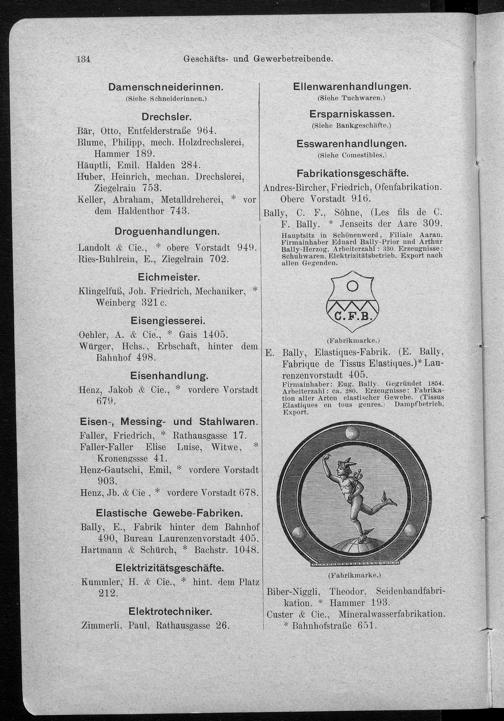 134
Geschäfts- und Gewerbetreibende.
Damenschneiderinnen.
(Siehe Schneiderinnen.)
Drechsler.
Bär, Otto, Entfelderstraße 964.
Blume, Philipp, mech. Holzdrechslerei,
Hammer 189.
Häuptli, Emil. Halden 284.
Huber, Heinrich, mechan. Drechslerei,
Ziegelrain 753.
Keller, Abraham, Metalldreherei, * vor
dem Haldenthor 743.
Droguenhandlungen.
Landolt & Cie., * obere Vorstadt 949.
Ries-Buhlrein, E., Ziegelrain 702.
Eichmeister.
Klingelfuß, Joh. Friedrich, Mechaniker, *
Weinberg 321 c.
Eisengiesserei.
Oehler, A. & Cie., * Gais 1405.
Würger, Hchs., Erbschaft, hinter dem
Bahnhof 498.
Eisenhandlung.
Henz, Jakob & Cie., * vordere Vorstadt
679.
Eisen-, Messing- und Stahlwaren.
Faller, Friedrich, * Rathausgasse 17.
Faller-Faller Elise Luise, Witwe, *
Kronengssse 41.
Henz-Gautschi, Emil, * vordere Vorstadt
903.
Henz, Jb. & Cie , * vordere Vorstadt 678.
Elastische Gewebe-Fabriken.
Bally, E., Fabrik hinter dem Bahnhof
490, Bureau Laurenzenvorstadt 405.
Hartmann & Schürch, * Bachstr. 1048.
Elektrizitätsgeschäfte.
Kummler, H. & Cie., * hint. dem Platz
212.
Elektrotechniker.
Zimmerli, Paul, Rathausgasse 26.
Ellenwarenhandlungen.
(Siehe Tuchwaren.)
Ersparniskassen.
(Siehe Bankgeschäfte.)
Esswarenhandlungen.
(Siehe Comestibles.)
Fabrikationsgeschäfte.
Andres-Bircher, Friedrich, Ofenfabrikation.
Obere Vorstadt 916.
Bally, C. F., Söhne, (Les fils de C.
F. Bally. * Jenseits der Aare 309.
Hauptsitz in Schönenwerd, Filiale Aarau.
Firmainhaber Eduard Bally-Prior und Arthur
Bally-Herzog. Arbeiterzahl : 330. Erzeugnisse :
Schuhwaren. Elektrizitätsbetrieb. Export nach
allen Gegenden.
C.F.B.
(Fabrikmarke.)
E. Bally, Elastiques-Fabrik. (E. Bally,
Fabrique de Tissus Elastiques.)* Lau-
renzenvorstadt 405.
Firmainhaber: Eug. Bally. Gegründet 1854.
Arbeiterzahl : ca. 280. Erzeugnisse : Fabrika-
tion aller Arten elastischer Gewebe. (Tissus
Elastiques en tous genres.) Dampfbetrieb.
Export.
(Fabrikmarke.)
Biber-Niggli, Theodor, Seidenbandfabri-
kation. * Hammer 193.
Custer & Cie., Mineralwasserfabrikation.
* Bahnhofstraße 651.